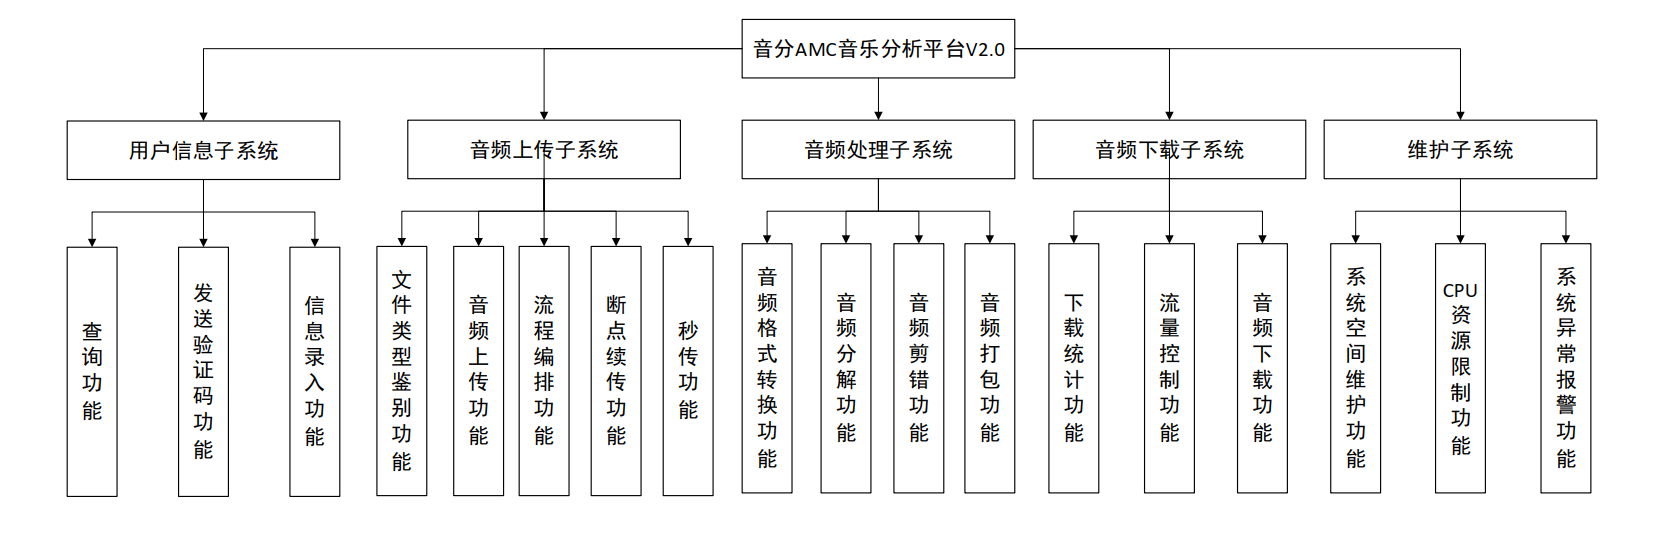 音分AMC音乐分析平台V2.0
用户信息子系统
音频上传子系统
音频处理子系统
音频下载子系统
维护子系统
查询功能
发送验证码功能
信息录入功能
文件类型鉴别功能
音频上传功能
流程编排功能
断点续传功能
秒传功能
音频格式转换功能
音频分解功能
音频剪错功能
音频打包功能
下载统计功能
流量控制功能
音频下载功能
系统空间维护功能
CPU资源限制功能
系统异常报警功能